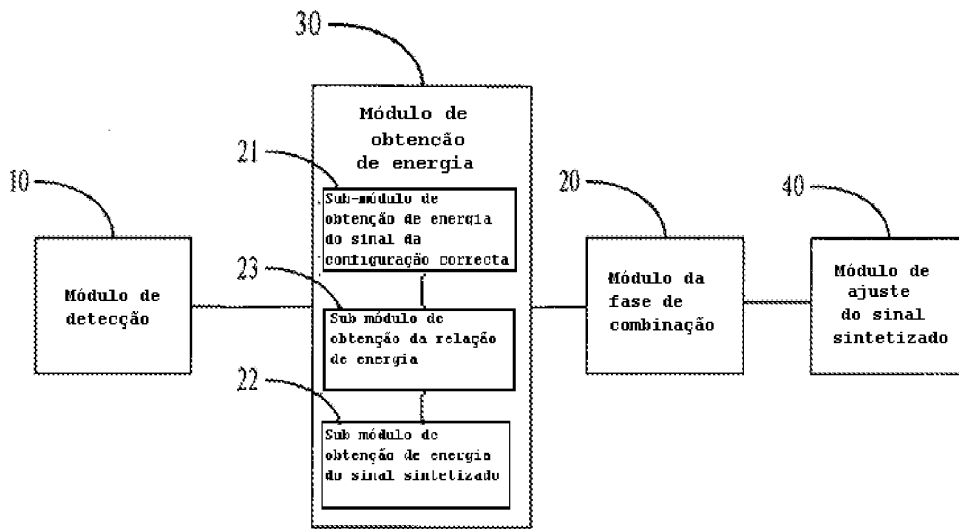 30
Módulo de
obtenção
de energia
21
Sub-módulo de
obtenção de energia
do sinal da
configuração correcta
10
20
40
Módulo de
detecção
23
Sub módulo de
obtenção da relação
de energia
Módulo da
fase de
combinação
Módulo de
ajuste
do sinal
sintetizado
22
Sub módulo de
obtenção de energia
do sinal sintetizado